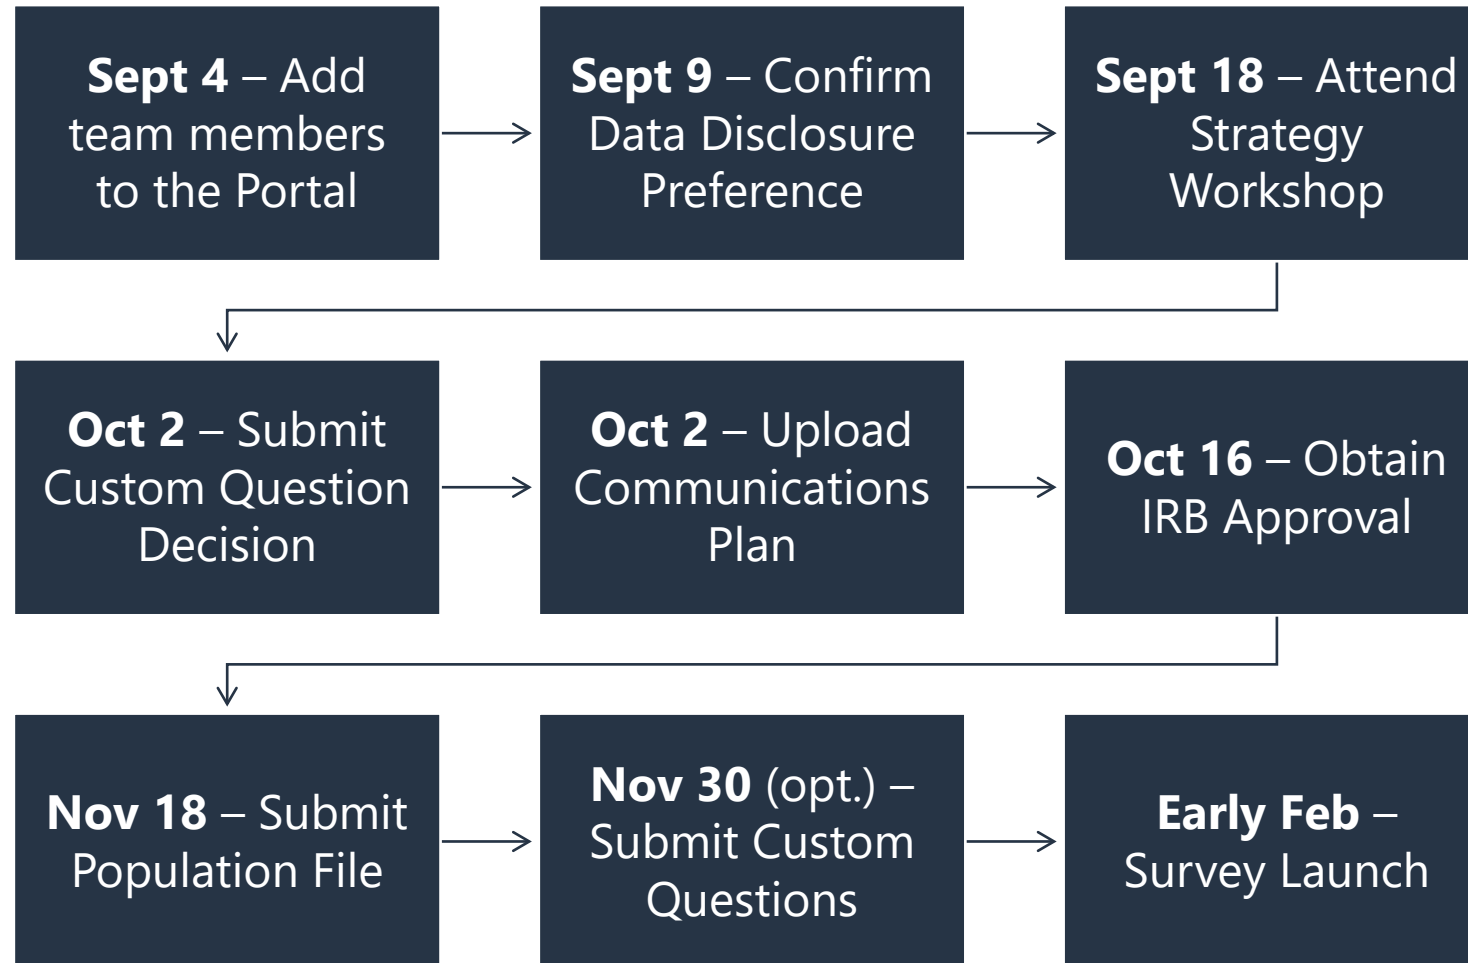 Sept 4 – Add
team members
to the Portal
Sept 9 – Confirm
Data Disclosure
Preference
Sept 18 – Attend
Strategy
Workshop
Oct 2 – Submit
Custom Question
Decision
Oct 2 – Upload
Communications
Plan
Oct 16 – Obtain
IRB Approval
Nov 18 – Submit
Population File
Nov 30 (opt.) –
Submit Custom
Questions
Early Feb –
Survey Launch